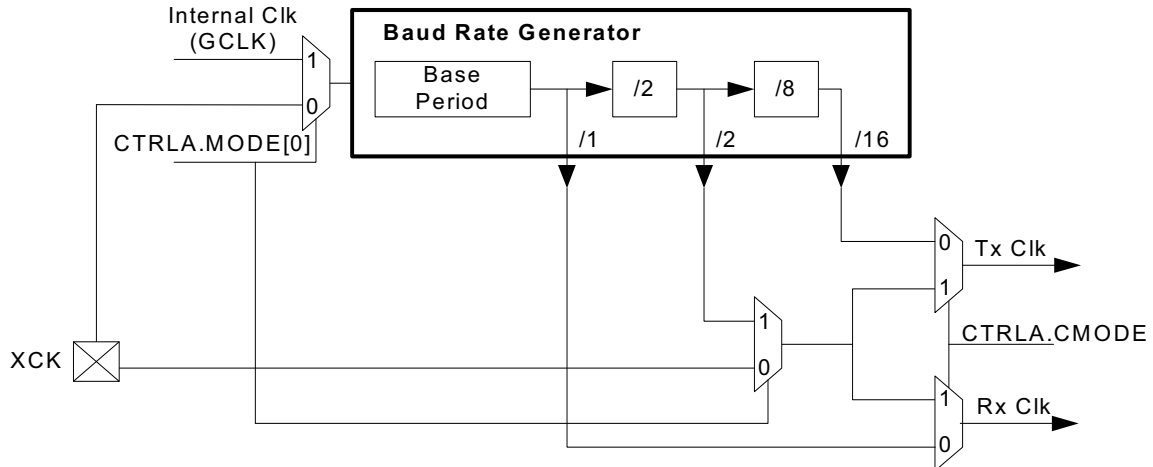 Internal Clk
(GCLK)
Baud Rate Generator
1
0
Base
Period
/2
/8
CTRLA.MODE[0]
/1
/2
/16
0
Tx Clk
1
1
XCK
0
CTRLA.CMODE
1
Rx Clk
0